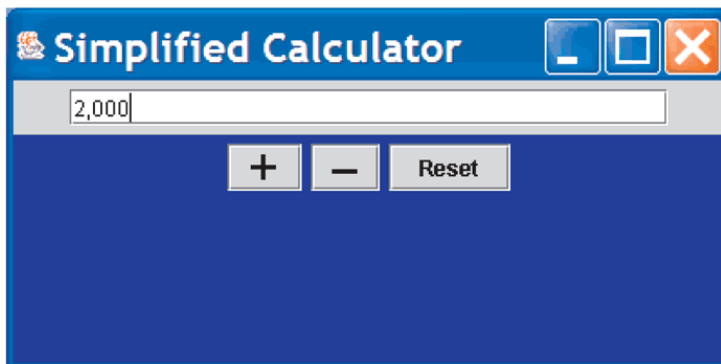 Simplified Calculator
2,000
+ – Reset